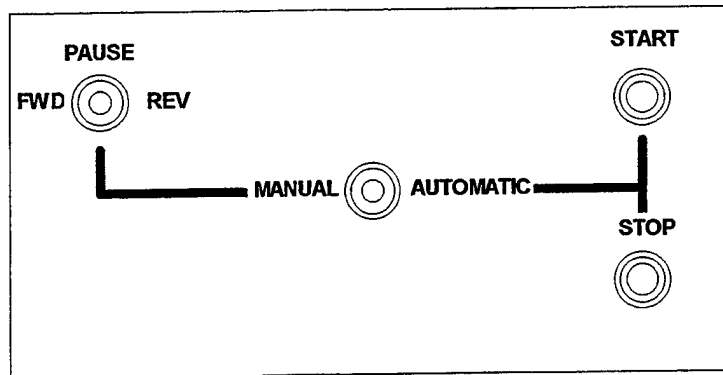 PAUSE
START
FWD REV
MANUAL AUTOMATIC
STOP